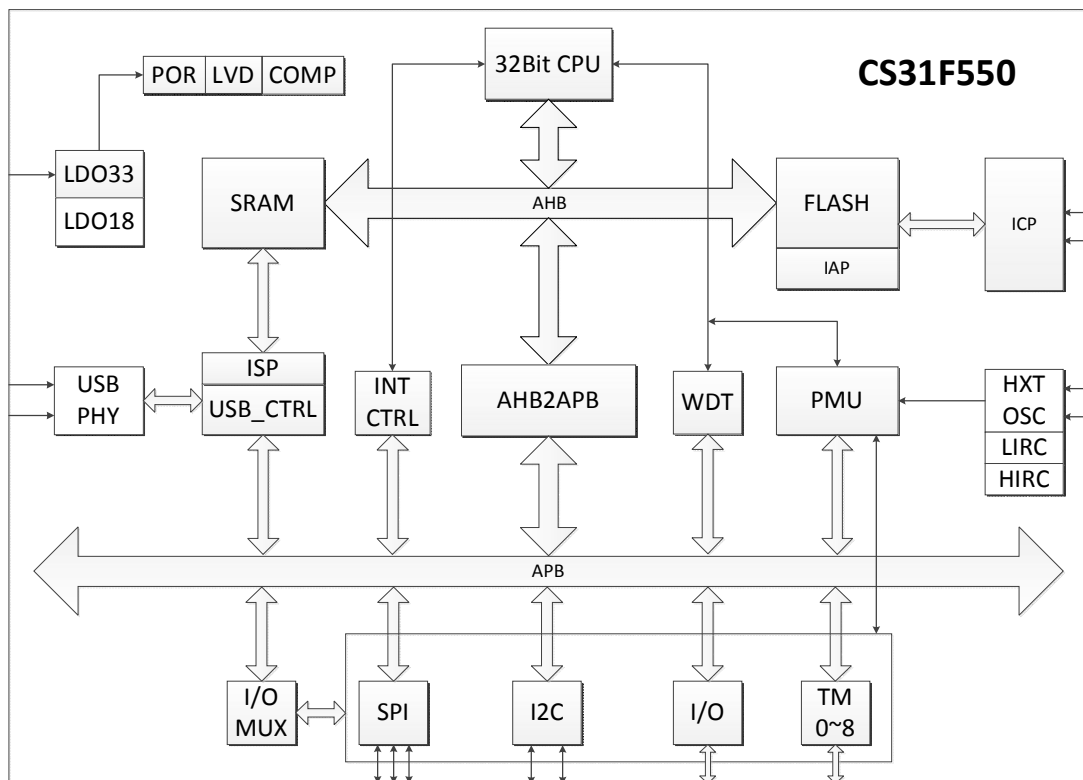 32Bit CPU
CS31F550
POR LVD COMP
LDO33
LDO18
SRAM
AHB
FLASH
IAP
ICP
ISP
USB_CTRL
USB
PHY
INT
CTRL
AHB2APB
WDT
PMU
HXT
OSC
LIRC
HIRC
APB
I/O
MUX
SPI
I2C
I/O
TM
0~8